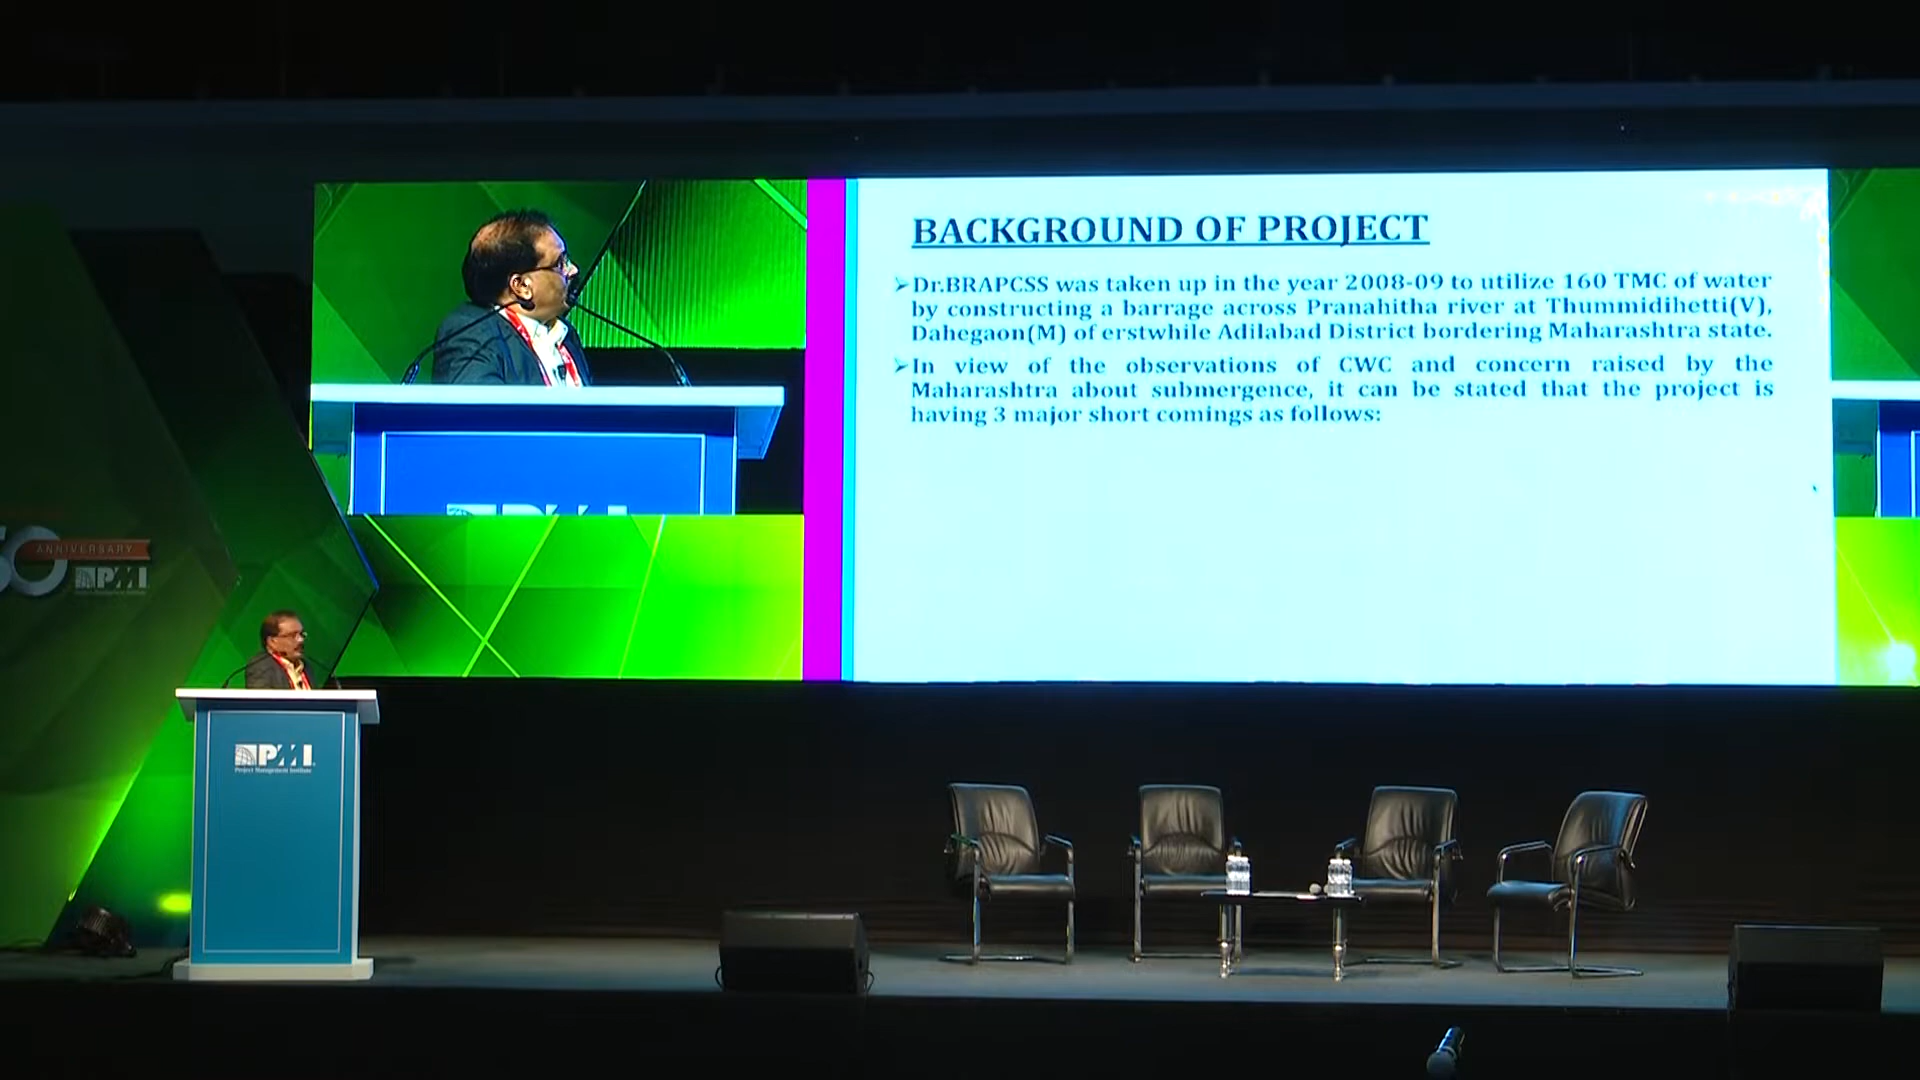 BACKGROUND OF PROJECT
➢Dr.BRAPCSS was taken up in the year 2008-09 to utilize 160 TMC of water
by constructing a barrage across Pranahitha river at Thummidihetti(V),
Dahegaon(M) of erstwhile Adilabad District bordering Maharashtra state.
➢In view of the observations of CWC and concern raised by the
Maharashtra about submergence, it can be stated that the project is
having 3 major short comings as follows:
50
ANNIVERSARY
PMI
PMI
Project Management Institute